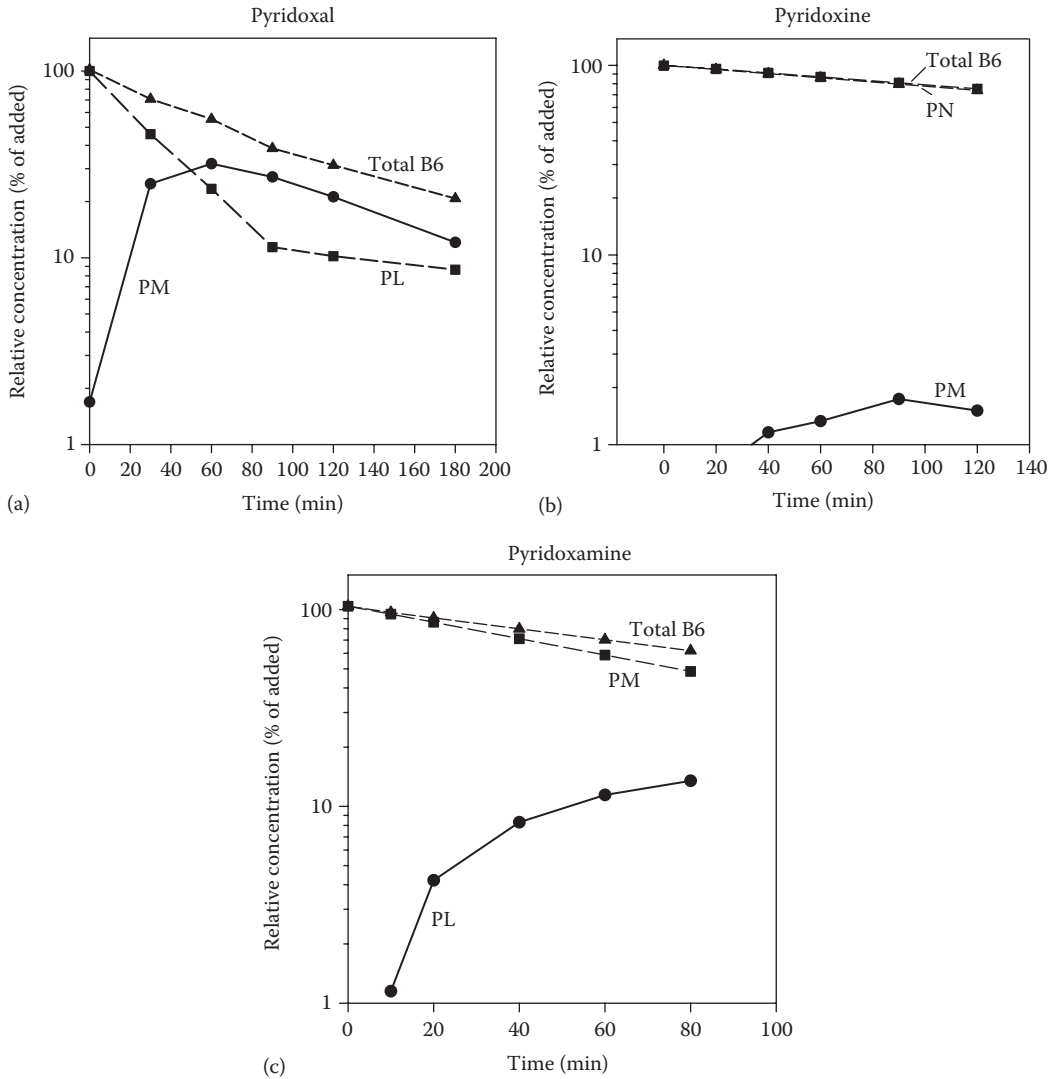 Pyridoxal
Relative concentration (% of added)
100
10
1
Total B6
PM
PL
0 20 40 60 80 100 120 140 160 180 200
Time (min)
(a)
Pyridoxine
Relative concentration (% of added)
100
10
1
Total B6
PN
PM
0 20 40 60 80 100 120 140
Time (min)
(b)
Pyridoxamine
Relative concentration (% of added)
100
10
1
Total B6
PM
PL
0 20 40 60 80 100
Time (min)
(c)